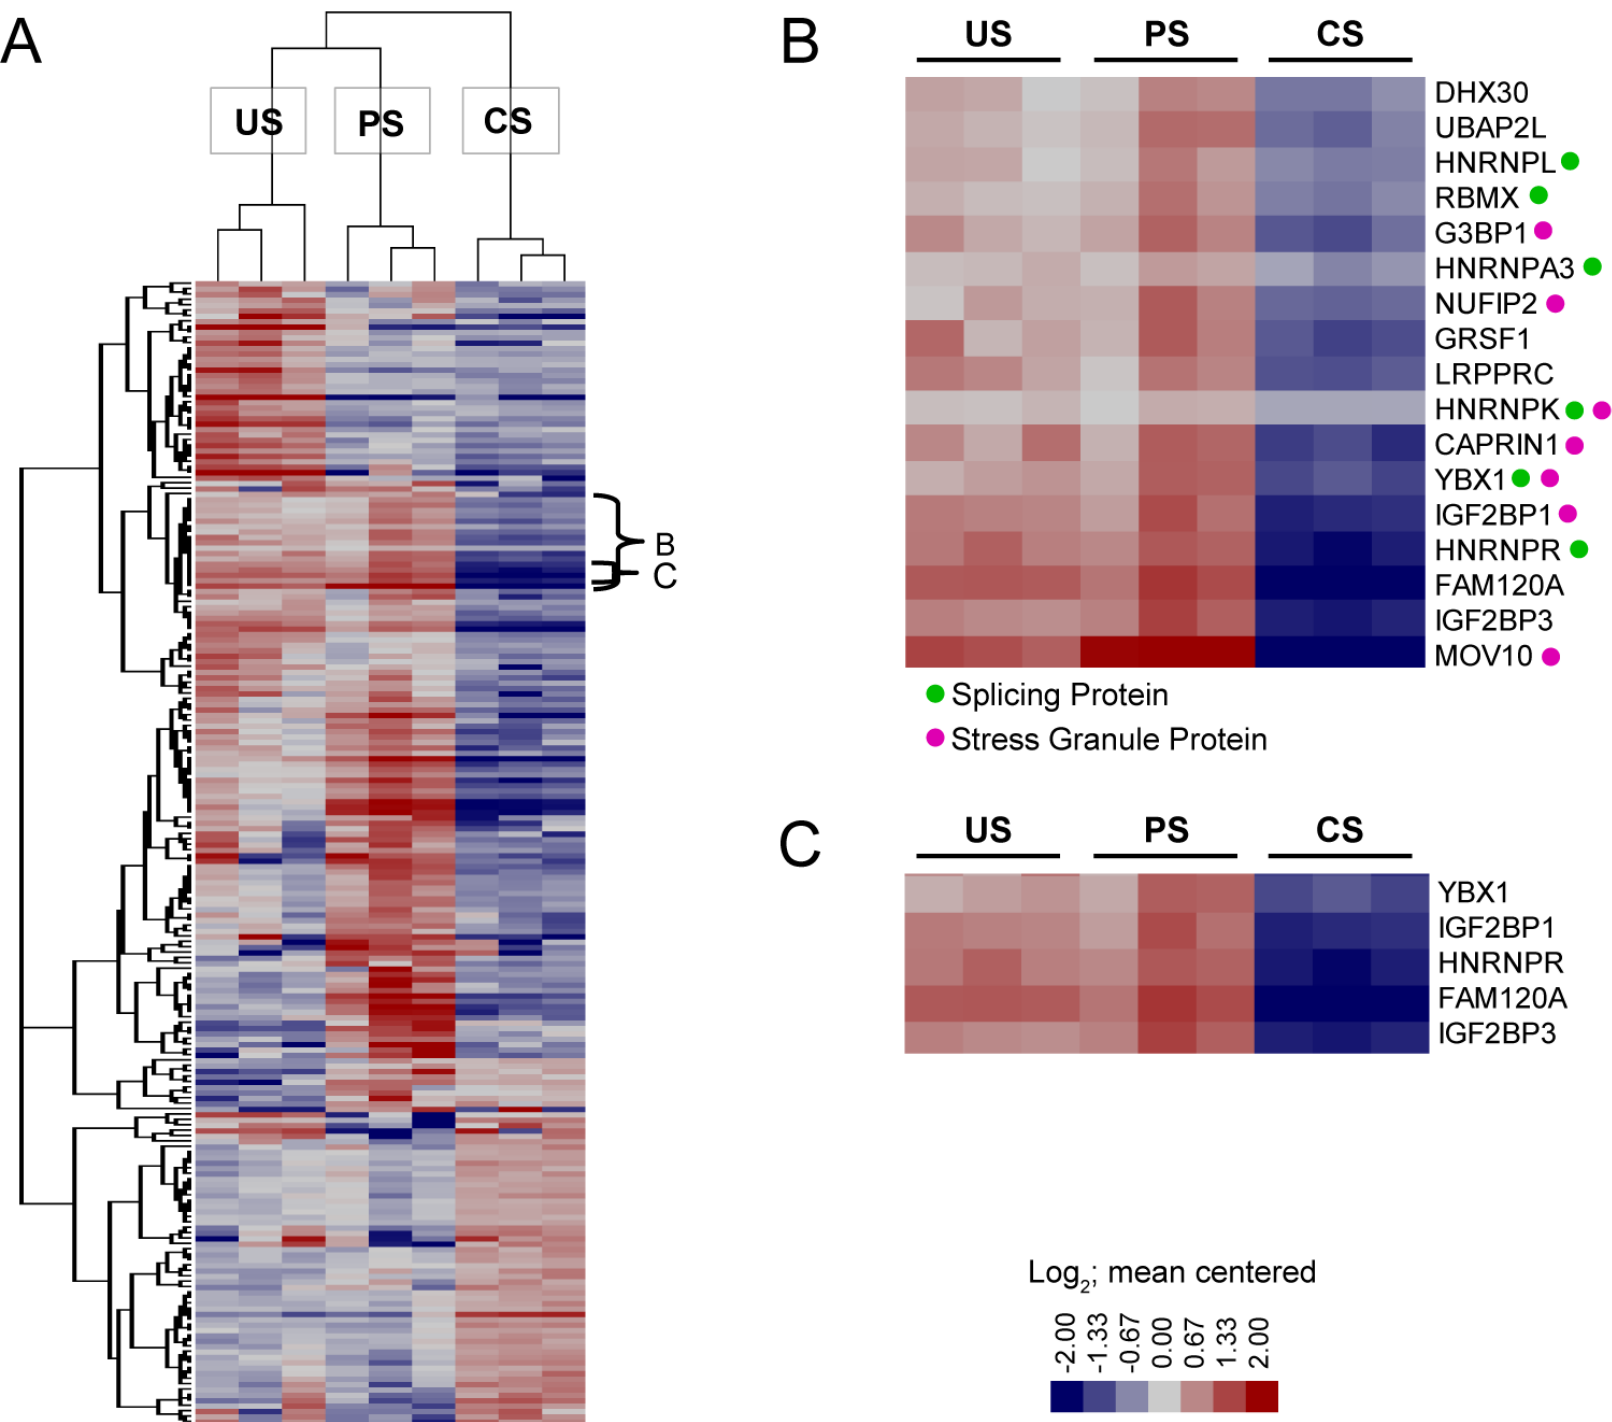 A
US PS CS
B
C
B
US PS CS
DHX30
UBAP2L
HNRNPL
RBMX
G3BP1
HNRNPA3
NUFIP2
GRSF1
LRPPRC
HNRNPK
CAPRIN1
YBX1
IGF2BP1
HNRNPR
FAM120A
IGF2BP3
MOV10
Splicing Protein
Stress Granule Protein
C
US PS CS
YBX1
IGF2BP1
HNRNPR
FAM120A
IGF2BP3
Log2; mean centered
-2.00 -1.33 -0.67 0.00 0.67 1.33 2.00